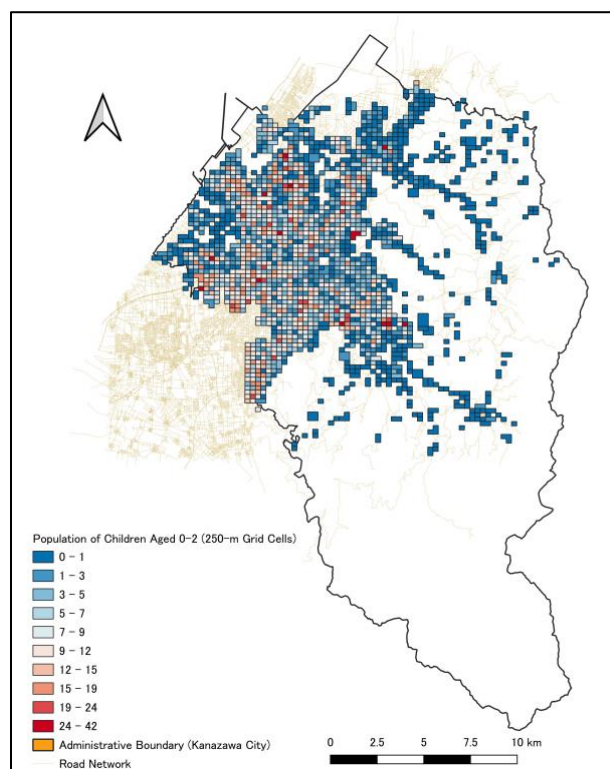 Population of Children Aged 0-2 (250-m Grid Cells)
0 - 1
1 - 3
3 - 5
5 - 7
7 - 9
9 - 12
12 - 15
15 - 19
19 - 24
24 - 42
Administrative Boundary (Kanazawa City)
Road Network
0 2.5 5 7.5 10 km